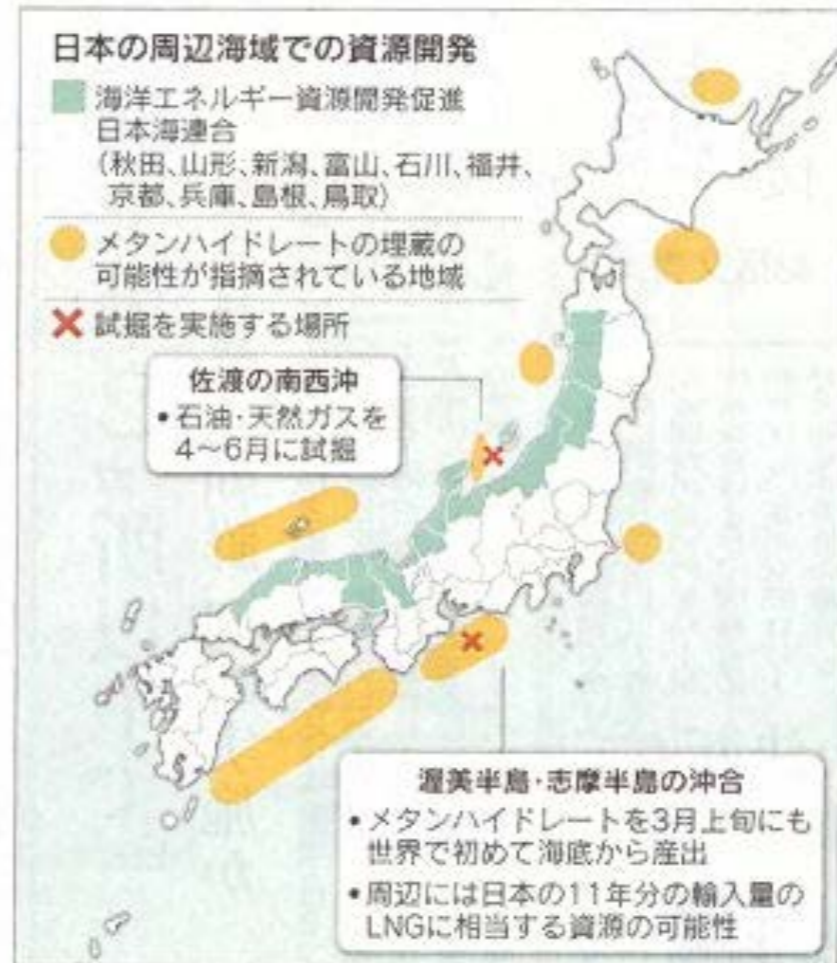 日本の周辺海域での資源開発
海洋エネルギー資源開発促進
日本海連合
(秋田、山形、新潟、富山、石川、福井、
京都、兵庫、島根、鳥取)
メタンハイドレートの埋蔵の
可能性が指摘されている地域
試掘を実施する場所
佐渡の南西沖
•石油・天然ガスを
4〜6月に試掘
渥美半島・志摩半島の沖合
•メタンハイドレートを3月上旬にも
世界で初めて海底から産出
•周辺には日本の11年分の輸入量の
LNGに相当する資源の可能性